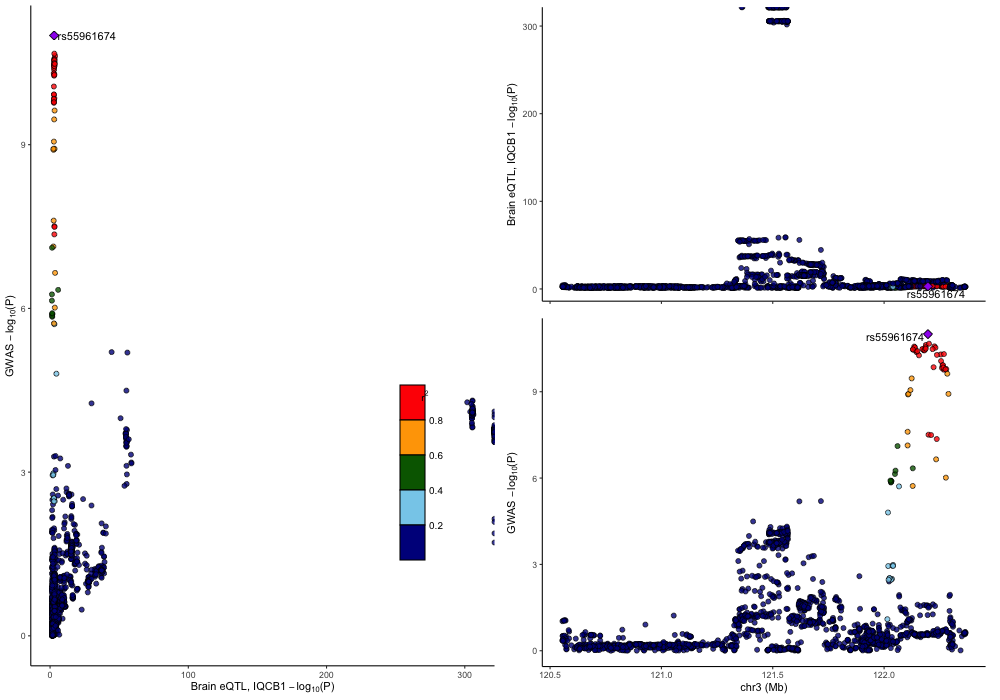 rs55961674
9
6
3
0
GWAS −log10(P)
0
100
200
300
Brain eQTL, IQCB1 −log10(P)
r2
0.8
0.6
0.4
0.2
300
200
100
0
Brain eQTL, IQCB1 −log10(P)
rs55961674
rs55961674
9
6
3
0
GWAS −log10(P)
120.5
121.0
121.5
122.0
chr3 (Mb)